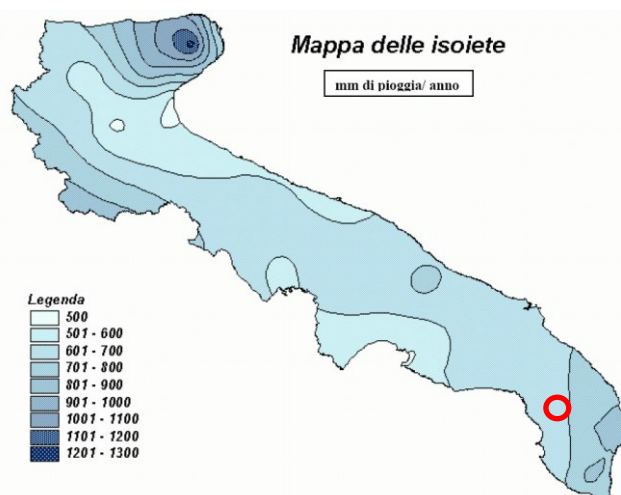 Mappa delle isoiete
mm di pioggia/ anno
Legenda
500
501 - 600
601 - 700
701 - 800
801 - 900
901 - 1000
1001 - 1100
1101 - 1200
1201 - 1300